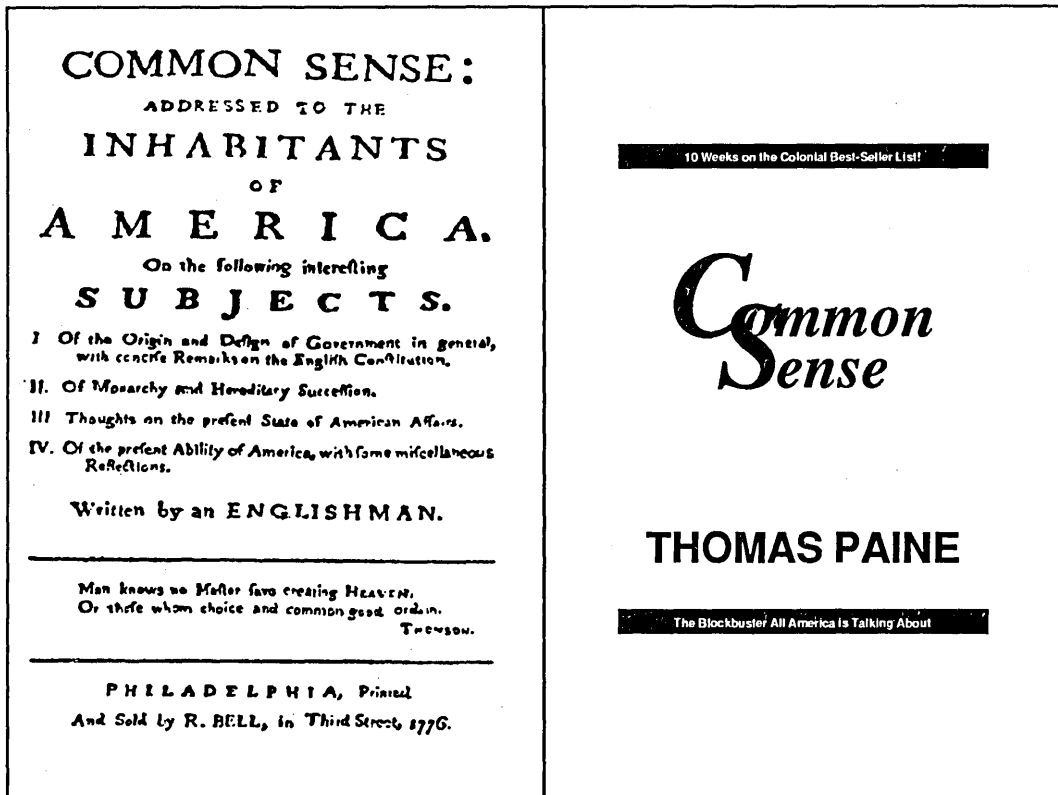 COMMON SENSE:
ADDRESSED TO THE
INHABITANTS
OF
AMERICA.
On the following intereſting
SUBJECTS.
I Of the Origin and Deſign of Government in general,
with conciſe Remarks on the Engliſh Conſtitution.
II. Of Monarchy and Hereditary Succeſſion.
III Thoughts on the preſent State of American Affairs.
IV. Of the preſent Ability of America, with ſome miſcellaneous
Reflections.
Written by an ENGLISHMAN.
Man knows no Maſter ſave creating HEAVEN,
Or thoſe whom choice and common good ordain.
THOMSON.
PHILADELPHIA, Printed
And Sold by R. BELL, in Third Street, 1776.
10 Weeks on the Colonial Best-Seller List!
Common
Sense
THOMAS PAINE
The Blockbuster All America Is Talking About